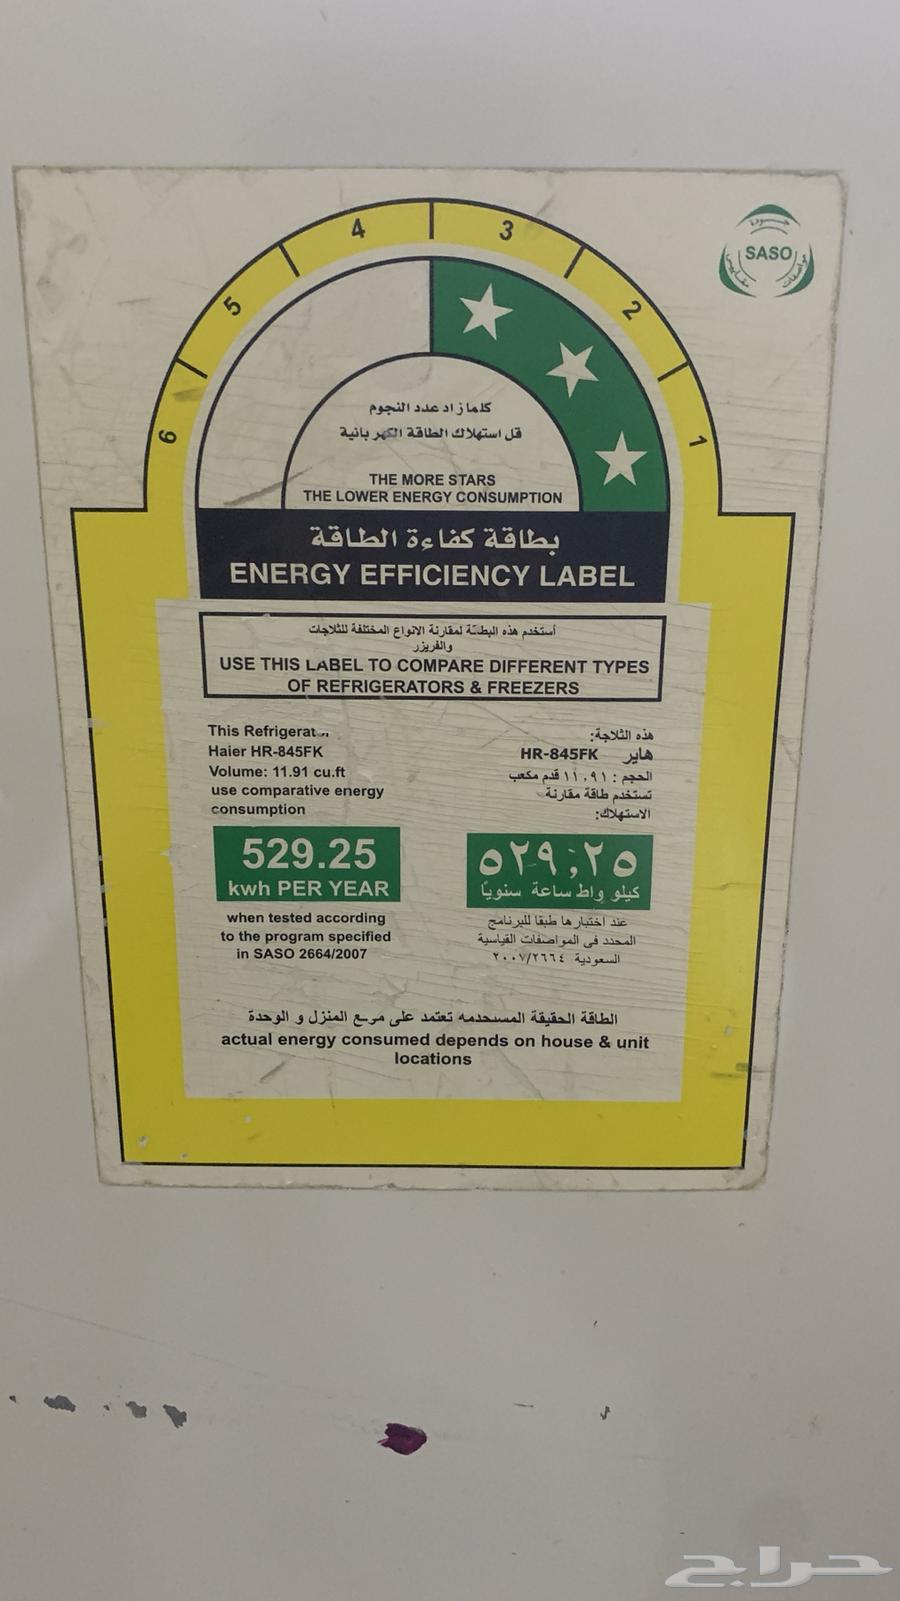 4
3
5
2
6
1
جودة
SASO
مقاييس
مواصفات
كلما زاد عدد النجوم
قل استهلاك الطاقة الكهربائية
THE MORE STARS
THE LOWER ENERGY CONSUMPTION
بطاقة كفاءة الطاقة
ENERGY EFFICIENCY LABEL
أستخدم هذه البطاقة لمقارنة الانواع المختلفة للثلاجات
والفريزر
USE THIS LABEL TO COMPARE DIFFERENT TYPES
OF REFRIGERATORS & FREEZERS
This Refrigerator
Haier HR-845FK
Volume: 11.91 cu.ft
use comparative energy
consumption
529.25
kwh PER YEAR
when tested according
to the program specified
in SASO 2664/2007
هذه الثلاجة:
هاير HR-845FK
الحجم : ١١,٩١ قدم مكعب
تستخدم طاقة مقارنة
الاستهلاك:
٥٢٩,٢٥
كيلو واط ساعة سنويًا
عند اختبارها طبقا للبرنامج
المحدد في المواصفات القياسية
السعودية ٢٠٠٧/٢٦٦٤
الطاقة الحقيقة المستخدمه تعتمد على موقع المنزل و الوحدة
actual energy consumed depends on house & unit
locations
حراج